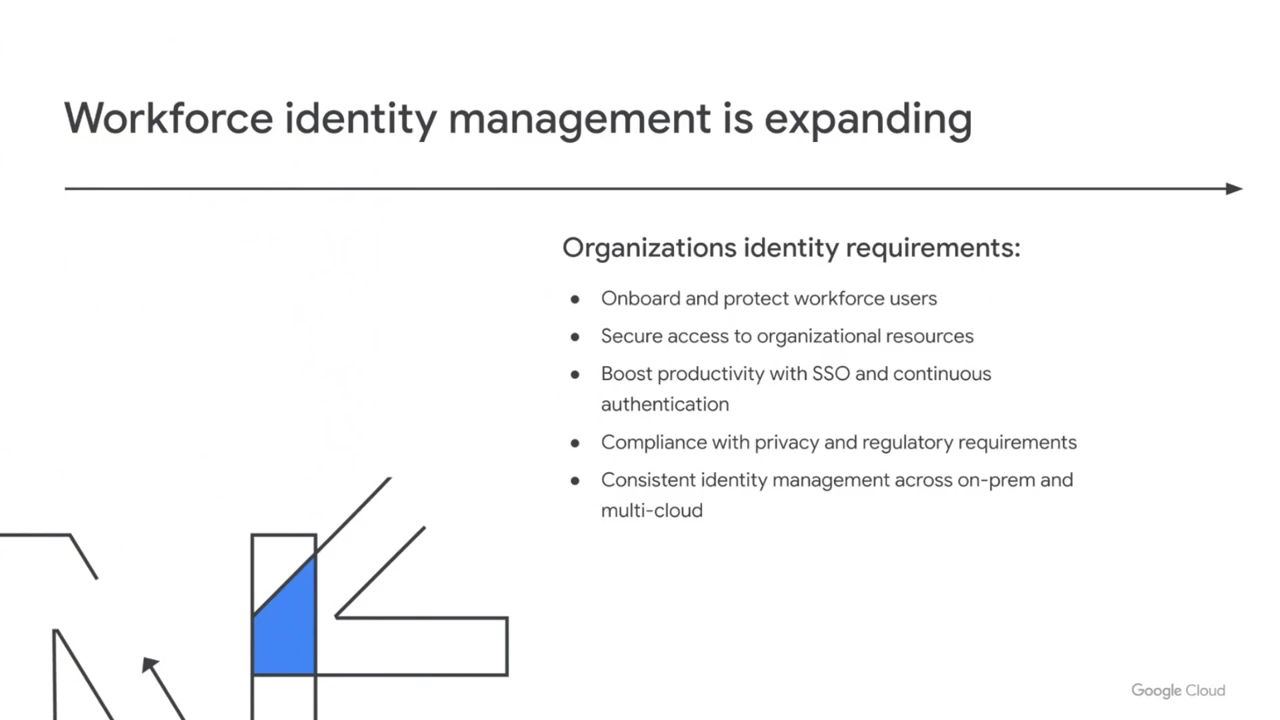 Workforce identity management is expanding
Organizations identity requirements:
● Onboard and protect workforce users
● Secure access to organizational resources
● Boost productivity with SSO and continuous
authentication
● Compliance with privacy and regulatory requirements
● Consistent identity management across on-prem and
multi-cloud
Google Cloud